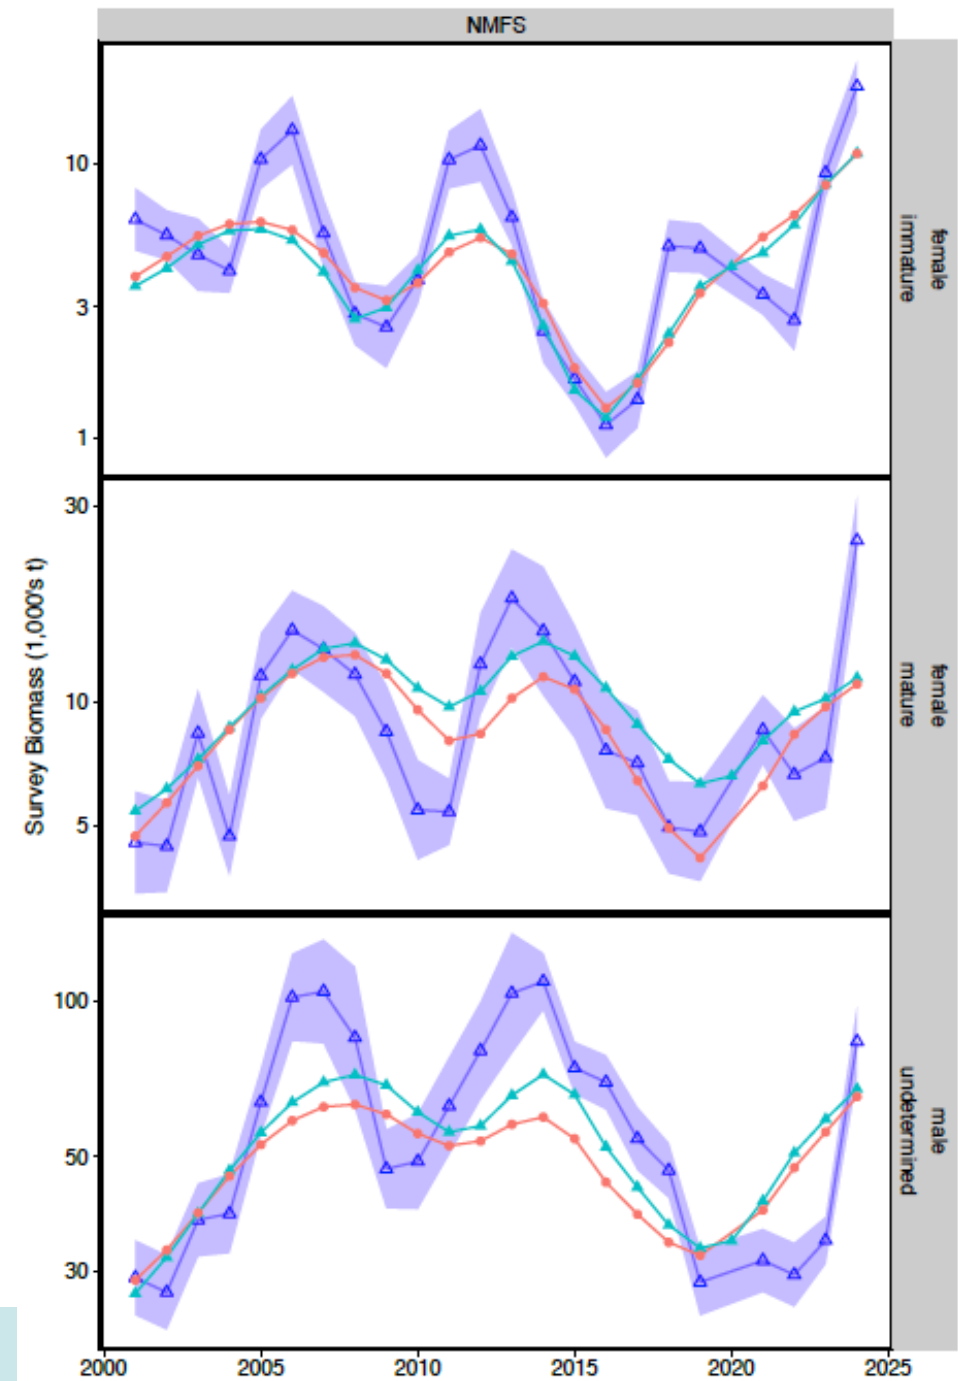 NMFS
10
3
1
female
immature
30
10
5
female
mature
Survey Biomass (1,000's t)
100
50
30
male
undetermined
2000 2005 2010 2015 2020 2025